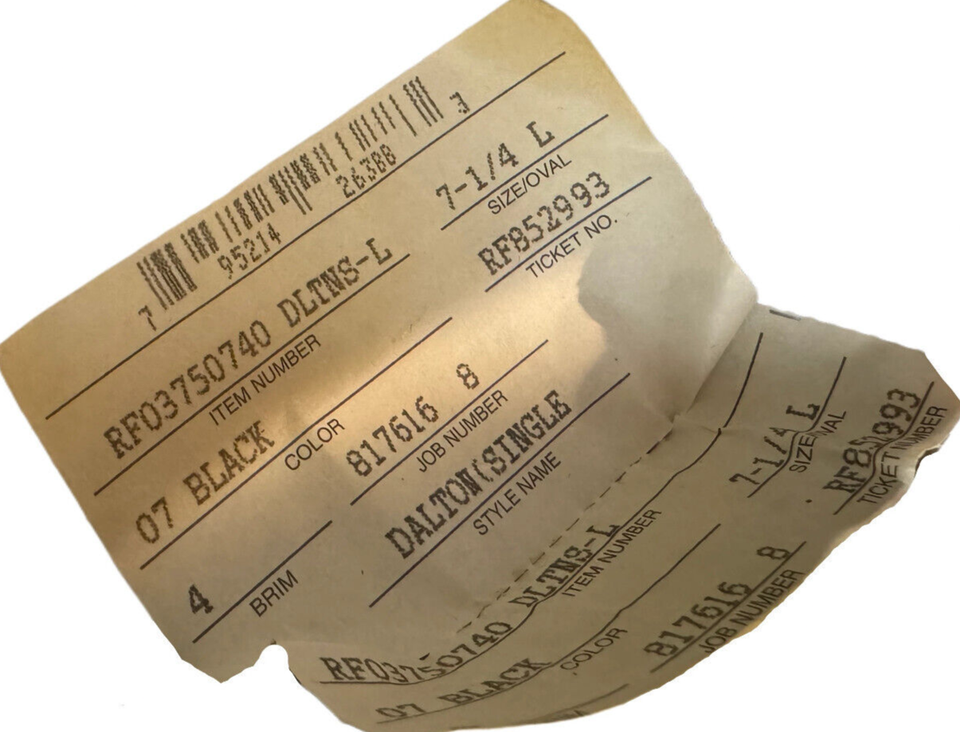 7 95214 26388 3
RF03750740 DLTNS-L 7-1/4 L
ITEM NUMBER SIZE/OVAL
07 BLACK 817616 8 RF852993
COLOR JOB NUMBER TICKET NO.
4 DALTON(SINGLE
BRIM STYLE NAME
RF03750740 DLTNS-L 7-1/4 L
ITEM NUMBER
07 BLACK 817616 8
COLOR JOB NUMBER TICKET NUMBER